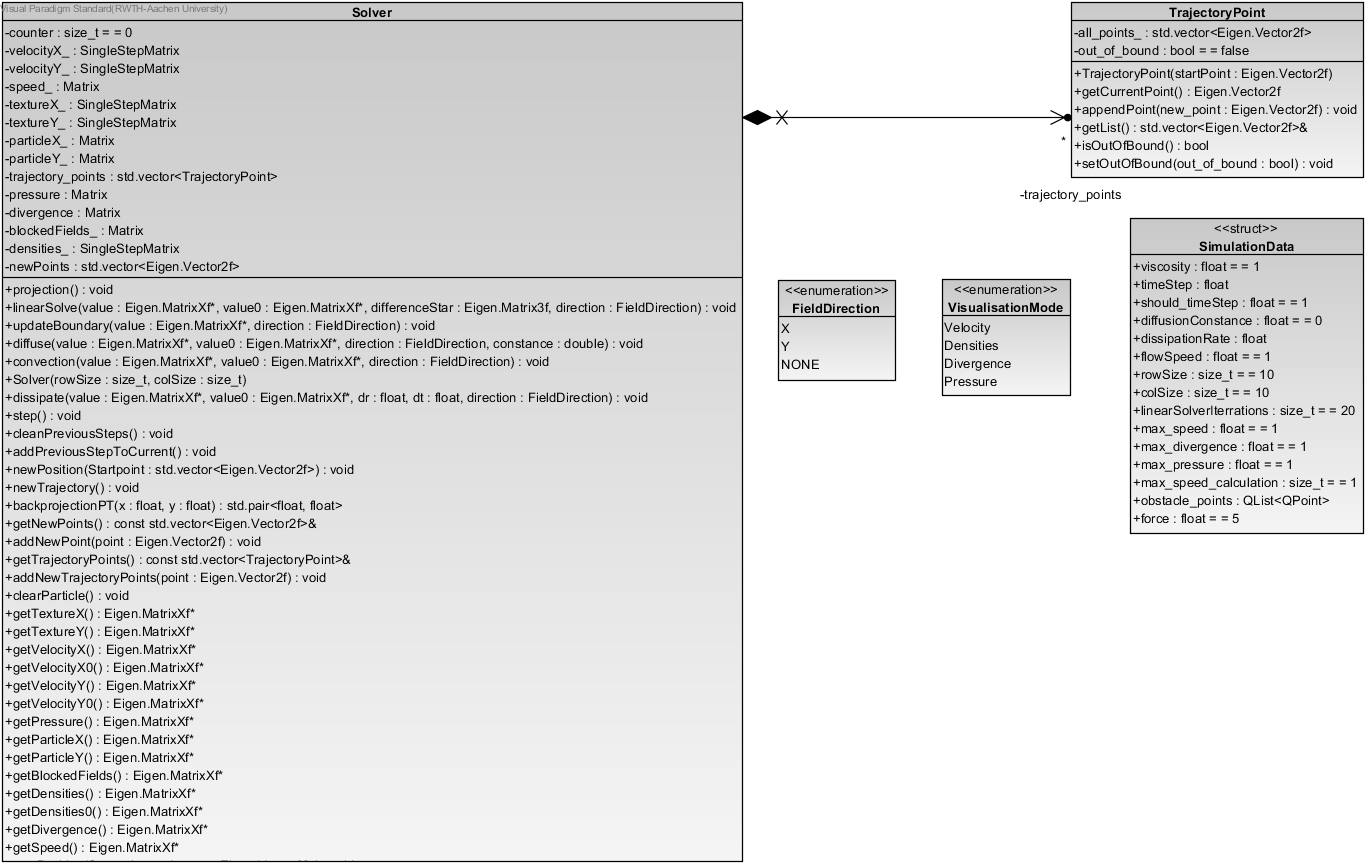 Visual Paradigm Standard(RWTH-Aachen University)
Solver
-counter : size_t = = 0
-velocityX_ : SingleStepMatrix
-velocityY_ : SingleStepMatrix
-speed_ : Matrix
-textureX_ : SingleStepMatrix
-textureY_ : SingleStepMatrix
-particleX_ : Matrix
-particleY_ : Matrix
-trajectory_points : std.vector<TrajectoryPoint>
-pressure : Matrix
-divergence : Matrix
-blockedFields_ : Matrix
-densities_ : SingleStepMatrix
-newPoints : std.vector<Eigen.Vector2f>
+projection() : void
+linearSolve(value : Eigen.MatrixXf*, value0 : Eigen.MatrixXf*, differenceStar : Eigen.Matrix3f, direction : FieldDirection) : void
+updateBoundary(value : Eigen.MatrixXf*, direction : FieldDirection) : void
+diffuse(value : Eigen.MatrixXf*, value0 : Eigen.MatrixXf*, direction : FieldDirection, constance : double) : void
+convection(value : Eigen.MatrixXf*, value0 : Eigen.MatrixXf*, direction : FieldDirection) : void
+Solver(rowSize : size_t, colSize : size_t)
+dissipate(value : Eigen.MatrixXf*, value0 : Eigen.MatrixXf*, dr : float, dt : float, direction : FieldDirection) : void
+step() : void
+cleanPreviousSteps() : void
+addPreviousStepToCurrent() : void
+newPosition(Startpoint : std.vector<Eigen.Vector2f>) : void
+newTrajectory() : void
+backprojectionPT(x : float, y : float) : std.pair<float, float>
+getNewPoints() : const std.vector<Eigen.Vector2f>&
+addNewPoint(point : Eigen.Vector2f) : void
+getTrajectoryPoints() : const std.vector<TrajectoryPoint>&
+addNewTrajectoryPoints(point : Eigen.Vector2f) : void
+clearParticle() : void
+getTextureX() : Eigen.MatrixXf*
+getTextureY() : Eigen.MatrixXf*
+getVelocityX() : Eigen.MatrixXf*
+getVelocityX0() : Eigen.MatrixXf*
+getVelocityY() : Eigen.MatrixXf*
+getVelocityY0() : Eigen.MatrixXf*
+getPressure() : Eigen.MatrixXf*
+getParticleX() : Eigen.MatrixXf*
+getParticleY() : Eigen.MatrixXf*
+getBlockedFields() : Eigen.MatrixXf*
+getDensities() : Eigen.MatrixXf*
+getDensities0() : Eigen.MatrixXf*
+getDivergence() : Eigen.MatrixXf*
+getSpeed() : Eigen.MatrixXf*
TrajectoryPoint
-all_points_ : std.vector<Eigen.Vector2f>
-out_of_bound : bool = = false
+TrajectoryPoint(startPoint : Eigen.Vector2f)
+getCurrentPoint() : Eigen.Vector2f
+appendPoint(new_point : Eigen.Vector2f) : void
+getList() : std.vector<Eigen.Vector2f>&
+isOutOfBound() : bool
+setOutOfBound(out_of_bound : bool) : void
*
-trajectory_points
<<enumeration>>
FieldDirection
X
Y
NONE
<<enumeration>>
VisualisationMode
Velocity
Densities
Divergence
Pressure
<<struct>>
SimulationData
+viscosity : float = = 1
+timeStep : float
+should_timeStep : float = = 1
+diffusionConstance : float = = 0
+dissipationRate : float
+flowSpeed : float = = 1
+rowSize : size_t = = 10
+colSize : size_t = = 10
+linearSolverIterrations : size_t = = 20
+max_speed : float = = 1
+max_divergence : float = = 1
+max_pressure : float = = 1
+max_speed_calculation : size_t = = 1
+obstacle_points : QList<QPoint>
+force : float = = 5